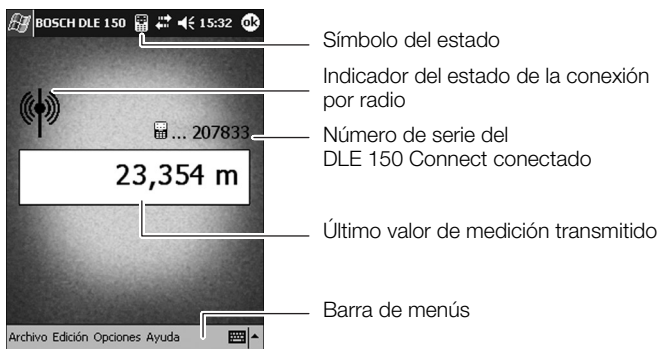 BOSCH DLE 150 15:32 ok
Símbolo del estado
Indicador del estado de la conexión
por radio
... 207833
Número de serie del
DLE 150 Connect conectado
23,354 m
Último valor de medición transmitido
Barra de menús
Archivo Edición Opciones Ayuda